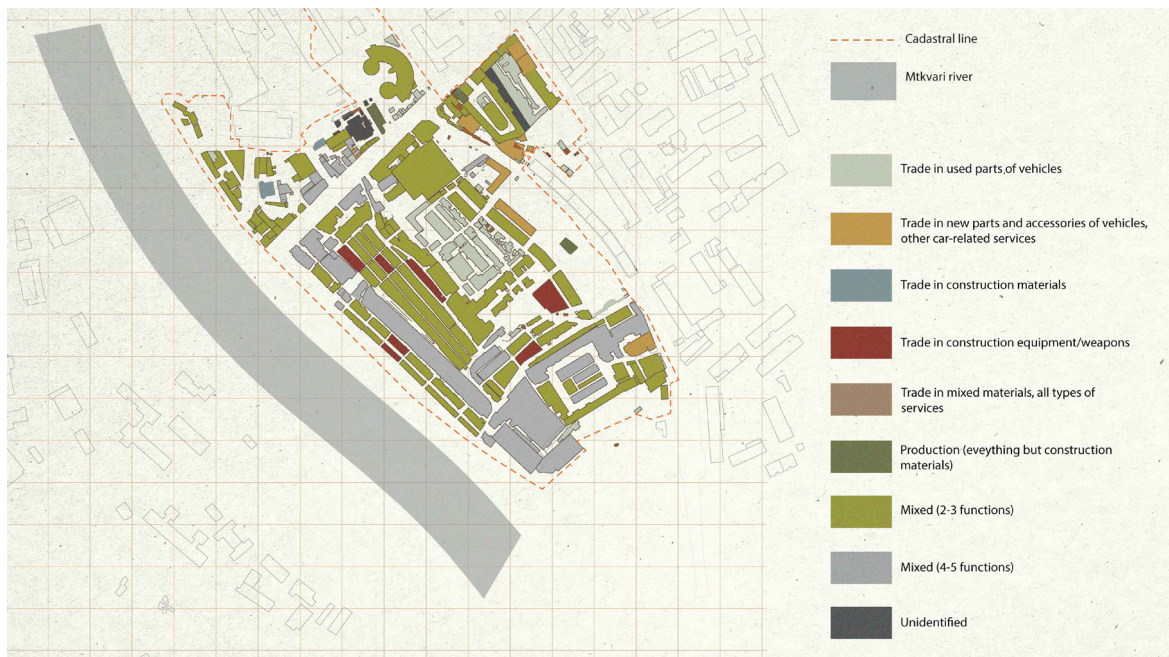 Cadastral line
Mtkvari river
Trade in used parts of vehicles
Trade in new parts and accessories of vehicles,
other car-related services
Trade in construction materials
Trade in construction equipment/weapons
Trade in mixed materials, all types of
services
Production (eveything but construction
materials)
Mixed (2-3 functions)
Mixed (4-5 functions)
Unidentified